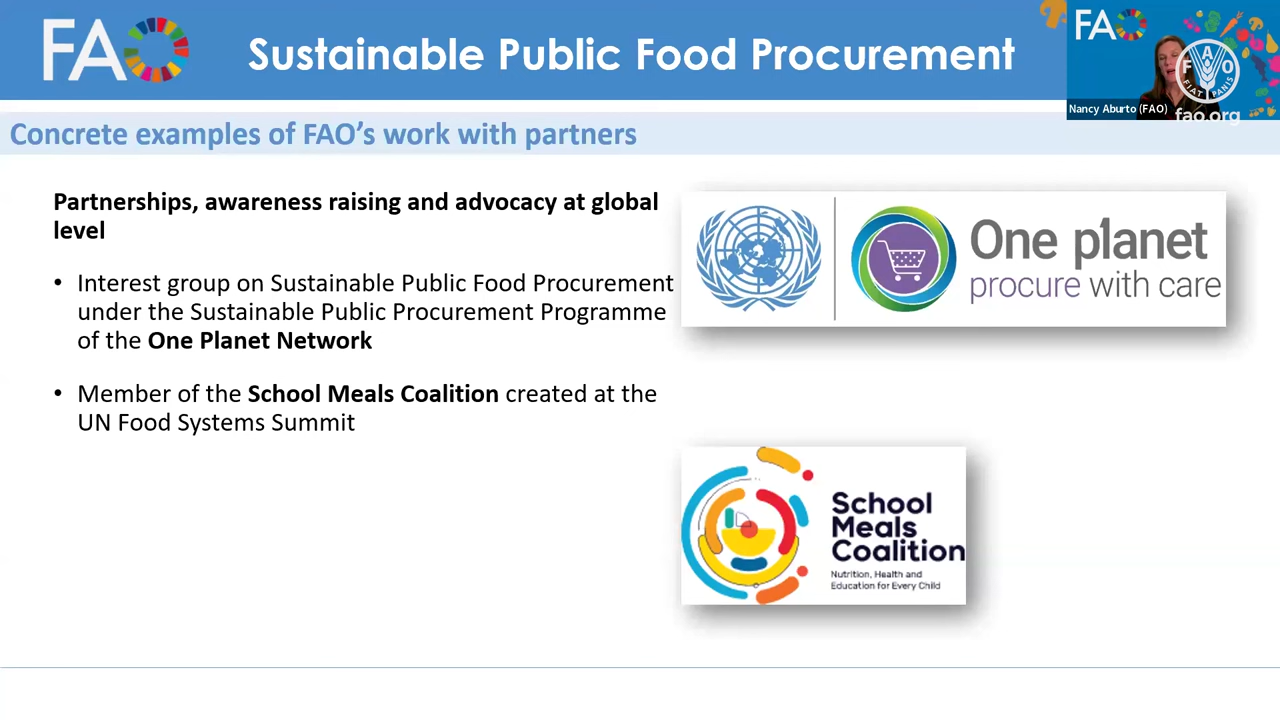 FAO
Sustainable Public Food Procurement
FAO
FAO
FIAT PANIS
Nancy Aburto (FAO)
fao.org
Concrete examples of FAO's work with partners
Partnerships, awareness raising and advocacy at global
level
• Interest group on Sustainable Public Food Procurement
under the Sustainable Public Procurement Programme
of the One Planet Network
• Member of the School Meals Coalition created at the
UN Food Systems Summit
One planet
procure with care
School
Meals
Coalition
Nutrition, Health and
Education for Every Child